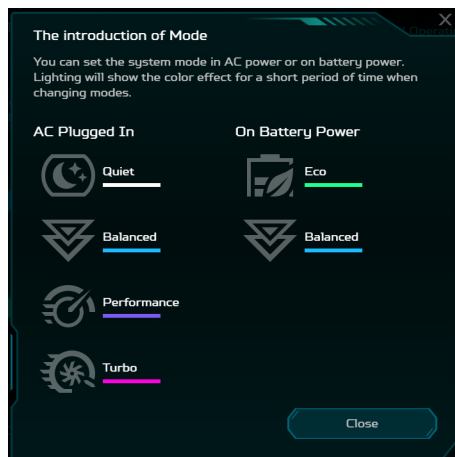 The introduction of Mode
You can set the system mode in AC power or on battery power.
Lighting will show the color effect for a short period of time when
changing modes.
AC Plugged In
On Battery Power
Quiet
Eco
Balanced
Balanced
Performance
Turbo
Close